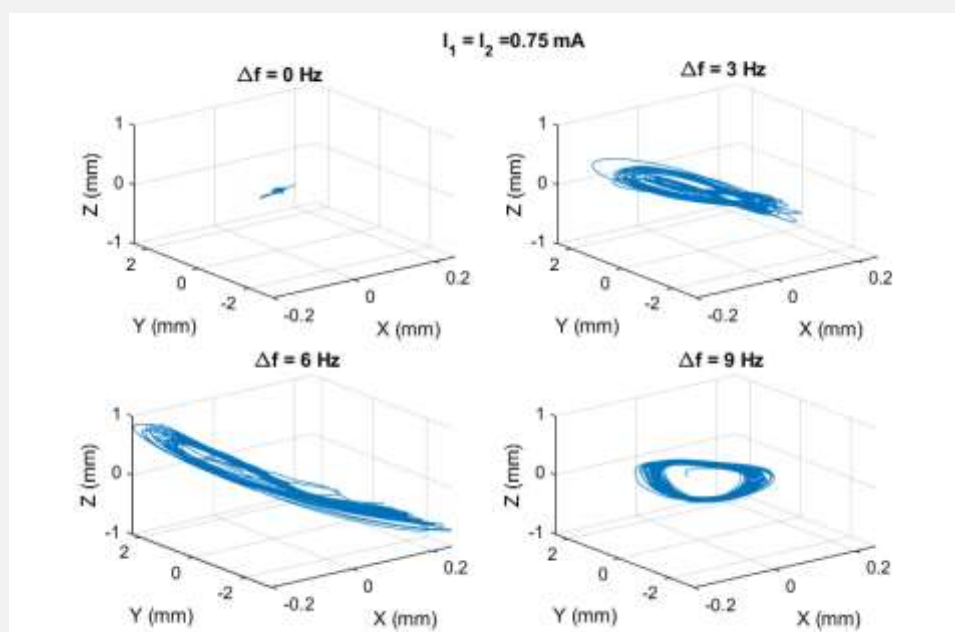 I₁ = I₂ =0.75 mA
Δf = 0 Hz
1
0
-1
Z (mm)
2
0
-2
Y (mm)
-0.2
0
0.2
X (mm)
Δf = 3 Hz
1
0
-1
Z (mm)
2
0
-2
Y (mm)
-0.2
0
0.2
X (mm)
Δf = 6 Hz
1
0
-1
Z (mm)
2
0
-2
Y (mm)
-0.2
0
0.2
X (mm)
Δf = 9 Hz
1
0
-1
Z (mm)
2
0
-2
Y (mm)
-0.2
0
0.2
X (mm)